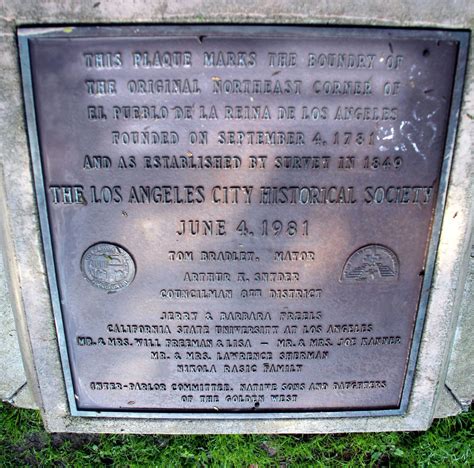 THIS PLAQUE MARKS THE BOUNDRY OF
THE ORIGINAL NORTHEAST CORNER OF
EL PUEBLO DE LA REINA DE LOS ANGELES
FOUNDED ON SEPTEMBER 4, 1781
AND AS ESTABLISHED BY SURVEY IN 1849
THE LOS ANGELES CITY HISTORICAL SOCIETY
JUNE 4, 1981
TOM BRADLEY, MAYOR
ARTHUR K. SNYDER
COUNCILMAN DISTRICT
JERRY & BARBARA FREELS
CALIFORNIA STATE UNIVERSITY AT LOS ANGELES
MR. & MRS. WILL FREEMAN & LISA — MR. & MRS. JOE KANNER
MR. & MRS. LAWRENCE SHERMAN
NIKOLA RASIC FAMILY
INTER-PARLOR COMMITTEE, NATIVE SONS AND DAUGHTERS
OF THE GOLDEN WEST